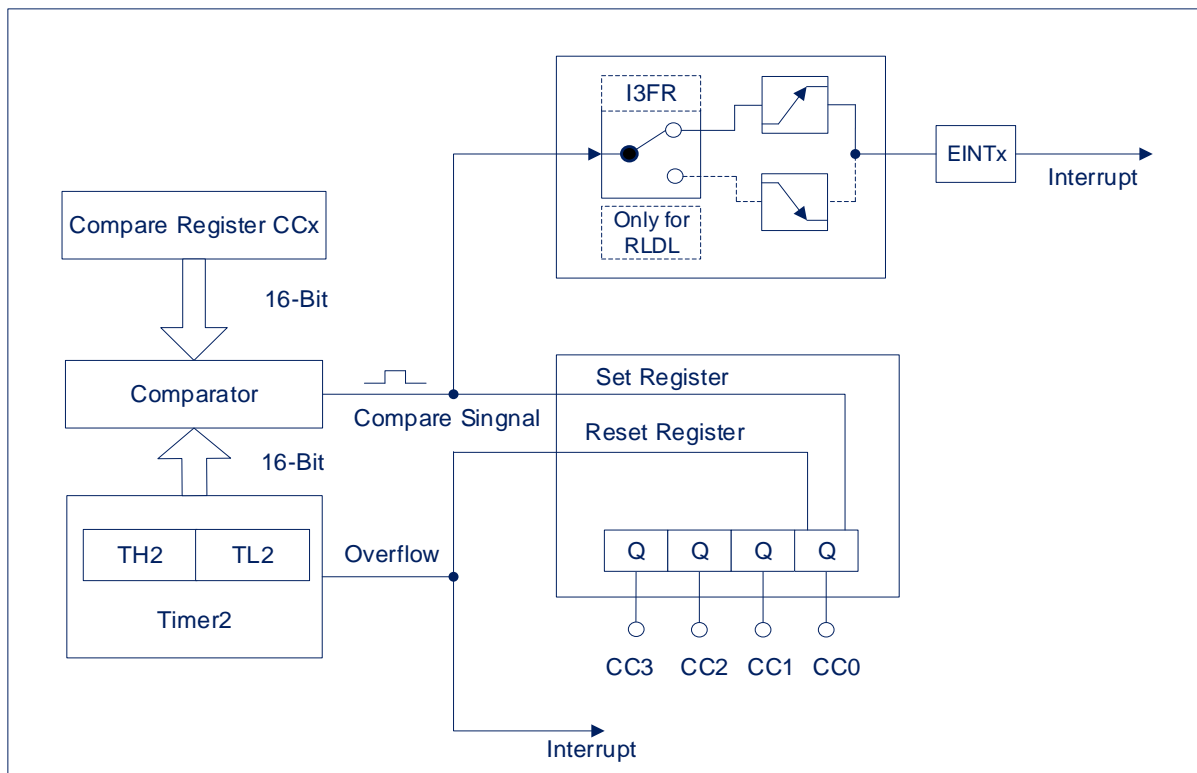 I3FR
Only for
RLDL
EINTx
Interrupt
Compare Register CCx
16-Bit
Comparator
Compare Singnal
Set Register
Reset Register
16-Bit
TH2
TL2
Timer2
Overflow
Q
Q
Q
Q
CC3
CC2
CC1
CC0
Interrupt